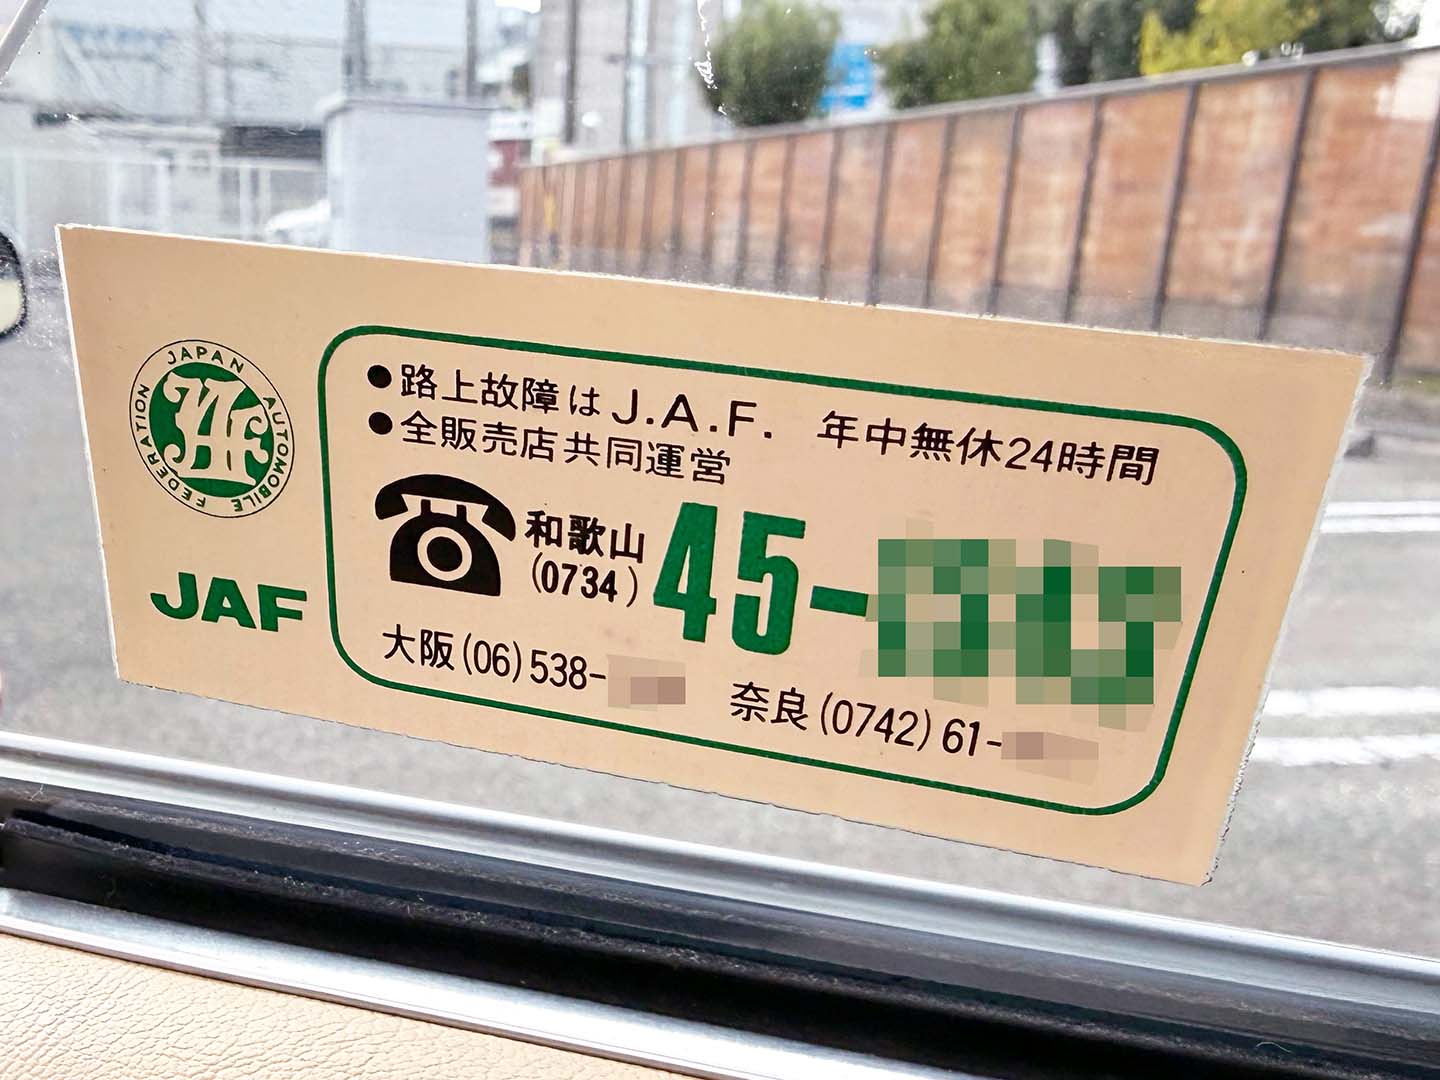 JAPAN AUTOMOBILE FEDERATION
JAF
JAF
●路上故障はJ.A.F. 年中無休24時間
●全販売店共同運営
和歌山
(0734)
45-
大阪(06)538-
奈良(0742)61-